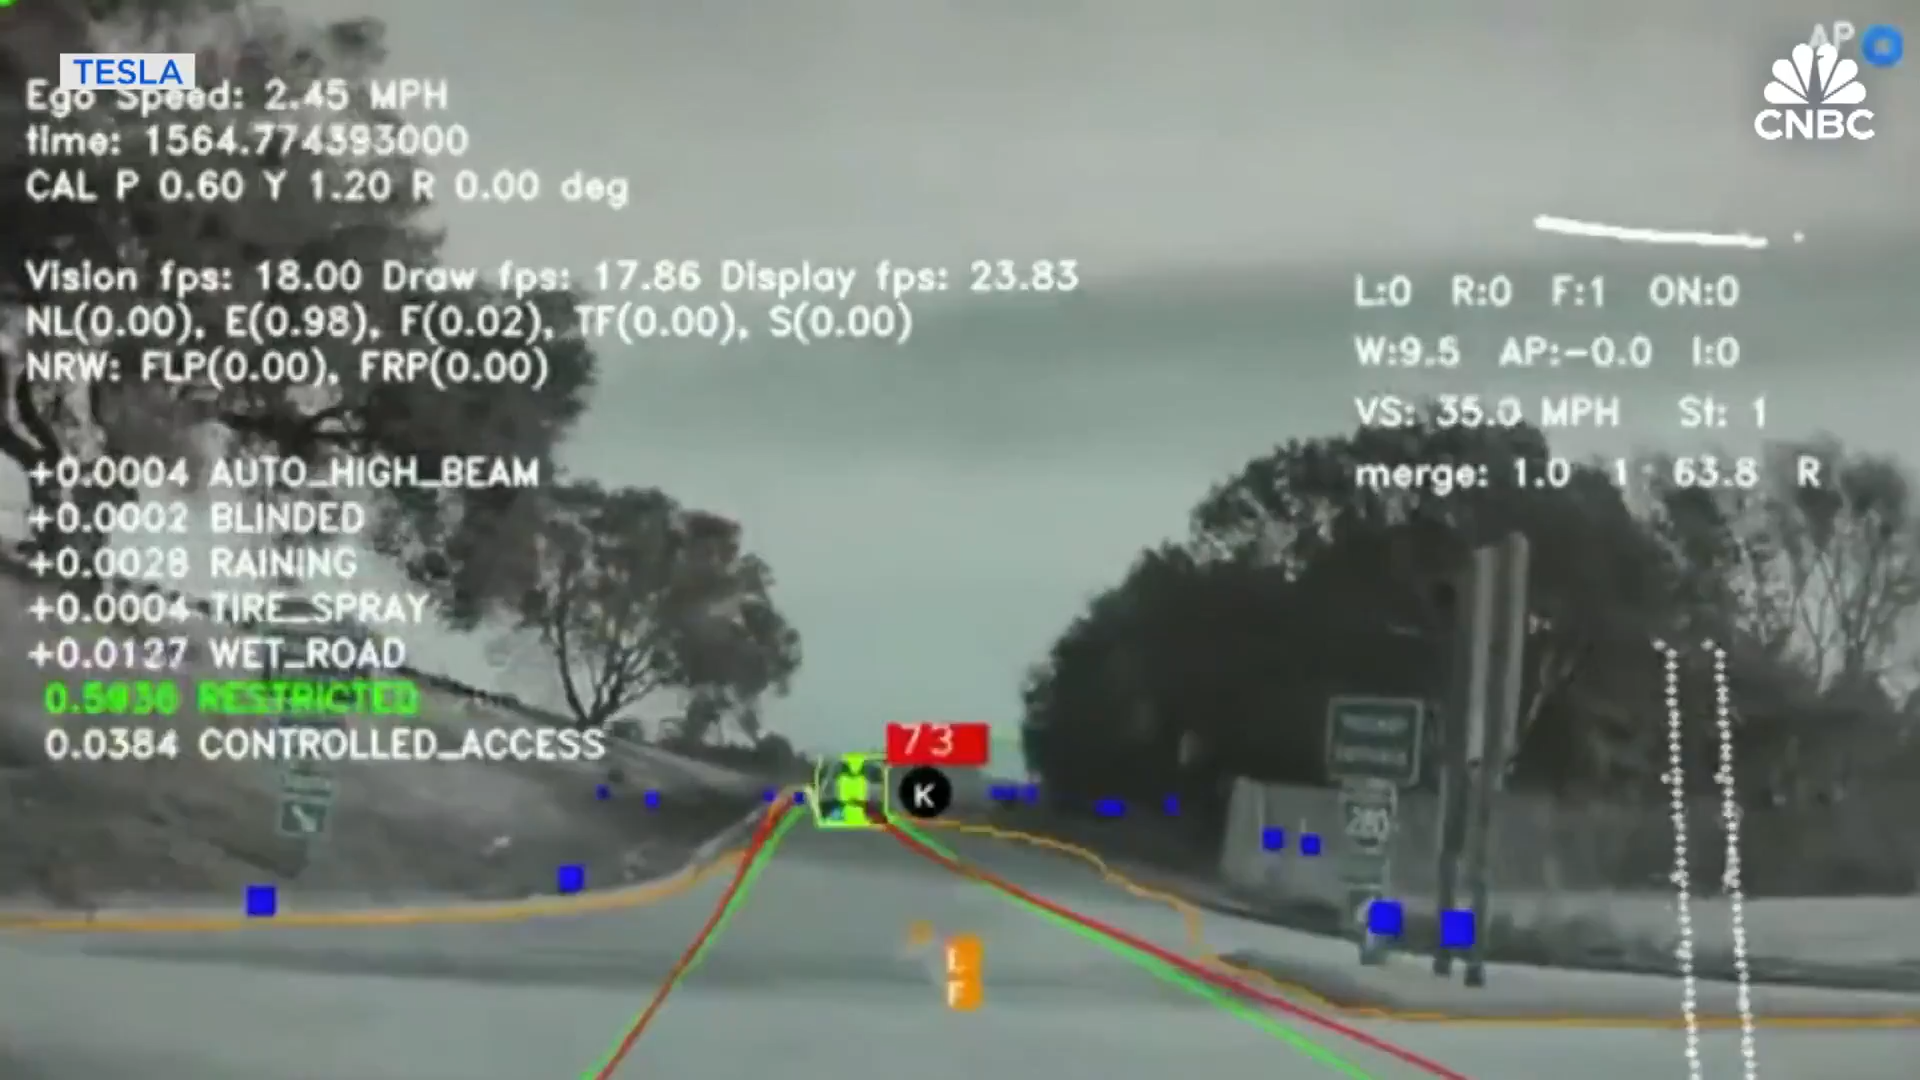 TESLA
AP
CNBC
Ego Speed: 2.45 MPH
time: 1564.774393000
CAL P 0.60 Y 1.20 R 0.00 deg
Vision fps: 18.00 Draw fps: 17.86 Display fps: 23.83
NL(0.00), E(0.98), F(0.02), TF(0.00), S(0.00)
NRW: FLP(0.00), FRP(0.00)
L:0 R:0 F:1 ON:0
W:9.5 AP:-0.0 I:0
VS: 35.0 MPH St: 1
merge: 1.0 1 63.8 R
+0.0004 AUTO_HIGH_BEAM
+0.0002 BLINDED
+0.0028 RAINING
+0.0004 TIRE_SPRAY
+0.0127 WET_ROAD
RESTRICTED
0.0384 CONTROLLED_ACCESS
73
K
280
L
F